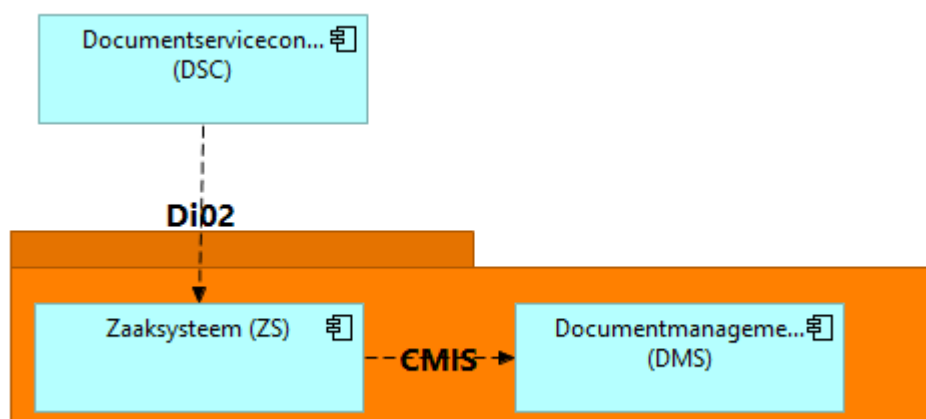 Documentservicecon...
(DSC)
Di02
Zaaksysteem (ZS)
CMIS
Documentmanageme...
(DMS)